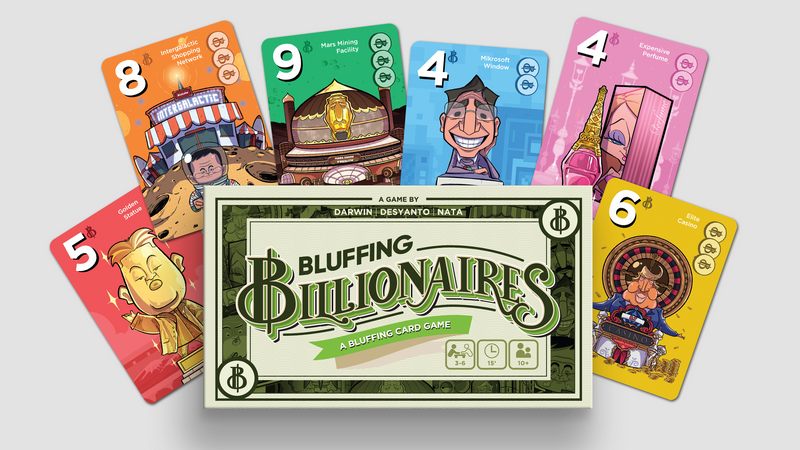 8
Intergalactic
Shopping
Network
INTERGALACTIC
9
Mars Mining
Facility
4
Mikrosoft
Window
4
Expensive
Perfume
5
Golden
Statue
6
Elite
Casino
CASINO
A GAME BY
DARWIN | DESYANTO | NATA
BLUFFING
BILLIONAIRES
A BLUFFING CARD GAME
3-6
15'
10+